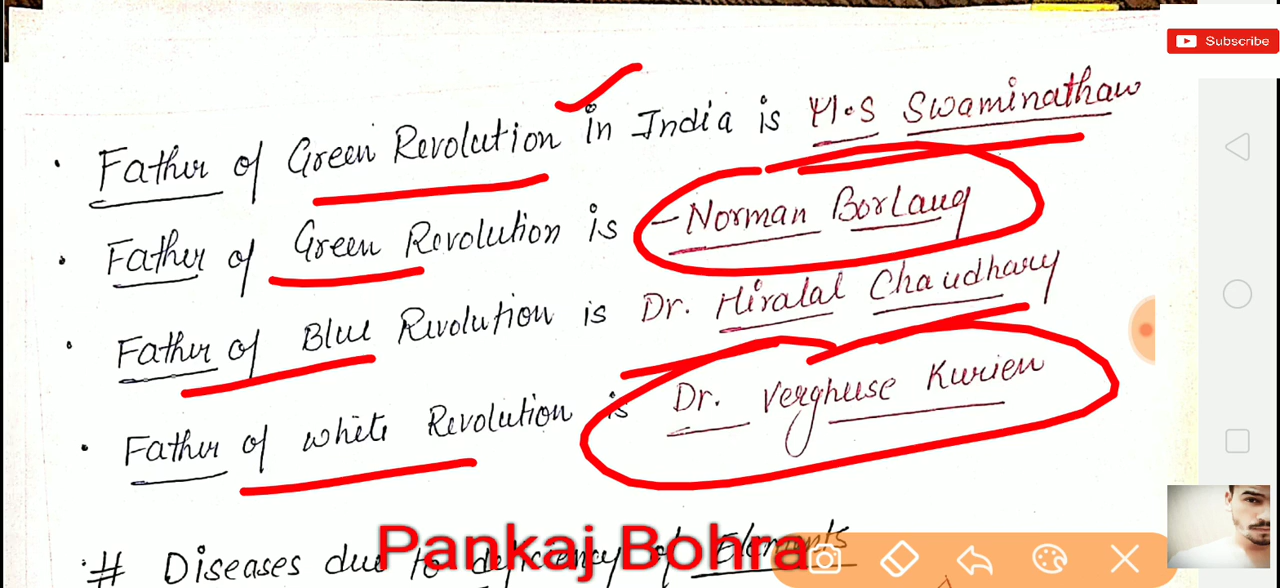 Subscribe
· Father of Green Revolution in India is M.S Swaminathan
· Father of Green Revolution is - Norman Borlaug
· Father of Blue Revolution is Dr. Hiralal Chaudhary
· Father of white Revolution is Dr. Verghuse Kurien
# Diseases due to deficiency of Elements
Pankaj Bohra